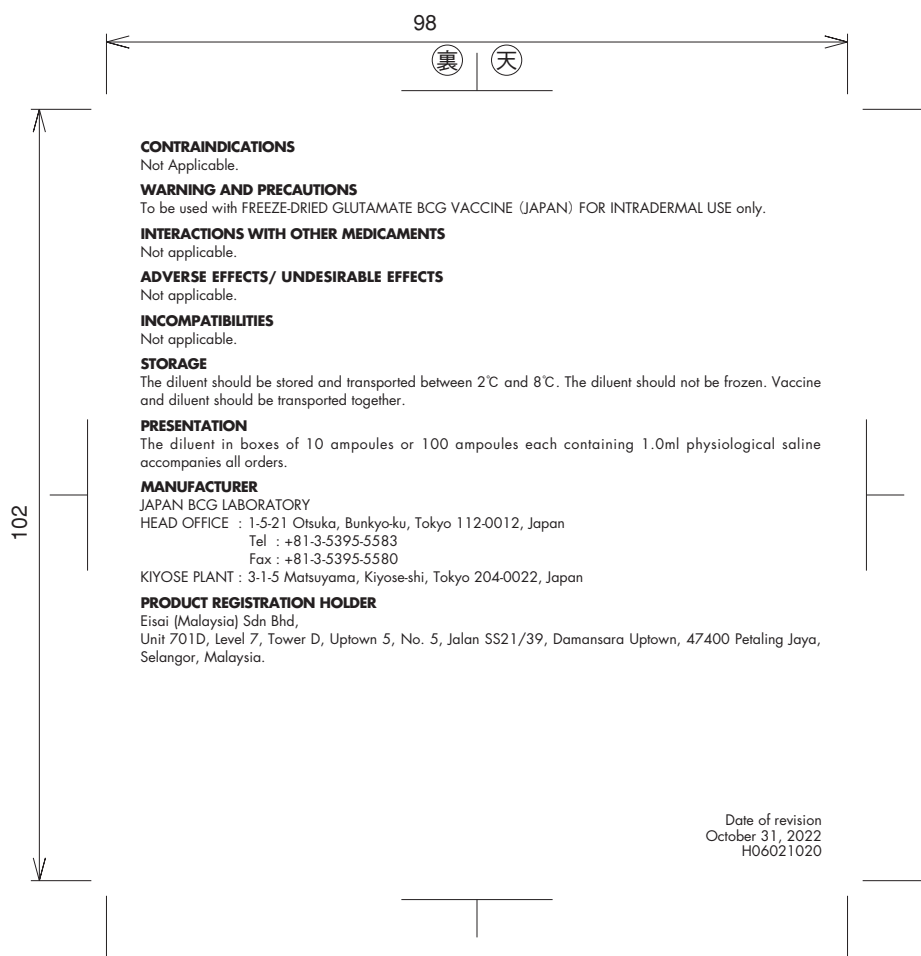 98
裏 天
CONTRAINDICATIONS
Not Applicable.
WARNING AND PRECAUTIONS
To be used with FREEZE-DRIED GLUTAMATE BCG VACCINE (JAPAN) FOR INTRADERMAL USE only.
INTERACTIONS WITH OTHER MEDICAMENTS
Not applicable.
ADVERSE EFFECTS/ UNDESIRABLE EFFECTS
Not applicable.
INCOMPATIBILITIES
Not applicable.
STORAGE
The diluent should be stored and transported between 2℃ and 8℃. The diluent should not be frozen. Vaccine
and diluent should be transported together.
PRESENTATION
The diluent in boxes of 10 ampoules or 100 ampoules each containing 1.0ml physiological saline
accompanies all orders.
102
MANUFACTURER
JAPAN BCG LABORATORY
HEAD OFFICE : 1-5-21 Otsuka, Bunkyo-ku, Tokyo 112-0012, Japan
Tel : +81-3-5395-5583
Fax : +81-3-5395-5580
KIYOSE PLANT : 3-1-5 Matsuyama, Kiyose-shi, Tokyo 204-0022, Japan
PRODUCT REGISTRATION HOLDER
Eisai (Malaysia) Sdn Bhd,
Unit 701D, Level 7, Tower D, Uptown 5, No. 5, Jalan SS21/39, Damansara Uptown, 47400 Petaling Jaya,
Selangor, Malaysia.
Date of revision
October 31, 2022
H06021020